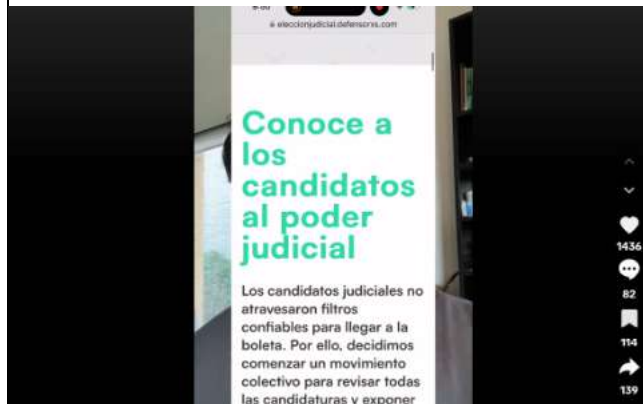 eleccionjudicial.defensorxs.com
Conoce a
los
candidatos
al poder
judicial
Los candidatos judiciales no
atravesaron filtros
confiables para llegar a la
boleta. Por ello, decidimos
comenzar un movimiento
colectivo para revisar todas
las candidaturas y exponer
1436
82
114
139